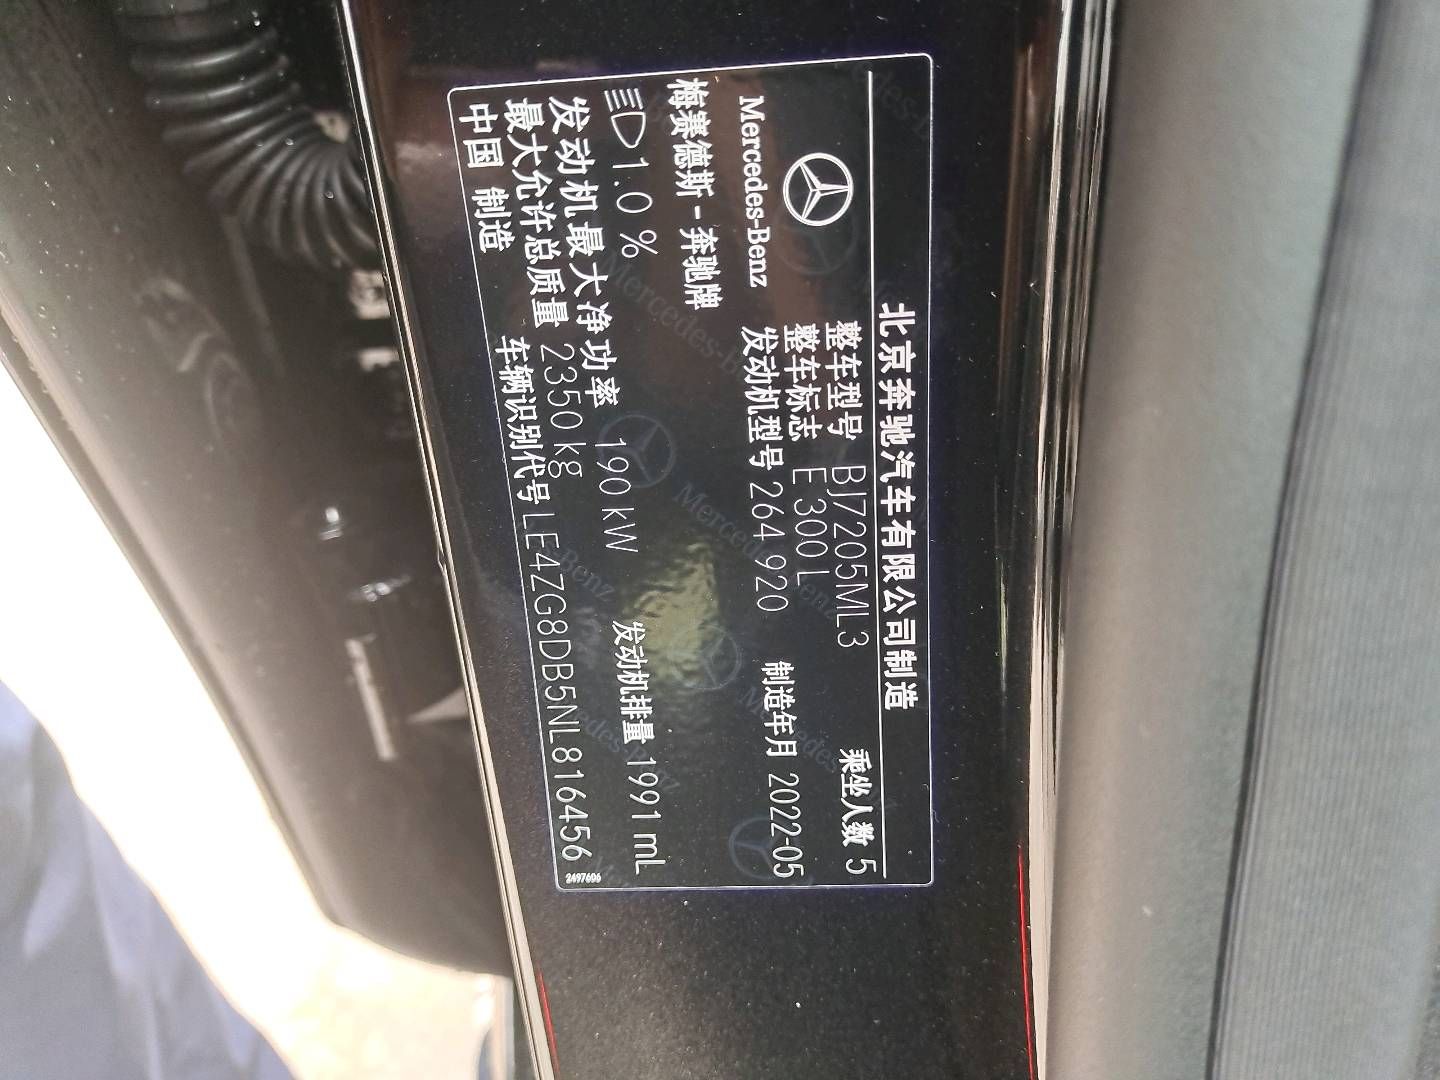 北京奔驰汽车有限公司制造
整车型号 BJ7205ML3 乘坐人数 5
整车标志 E 300 L
Mercedes-Benz 发动机型号 264 920 制造年月 2022-05
梅赛德斯-奔驰牌
1.0 %
发动机最大净功率 190 kW 发动机排量 1991 mL
最大允许总质量 2350 kg
中国 制造 车辆识别代号 LE4ZG8DB5NL816456
2497606